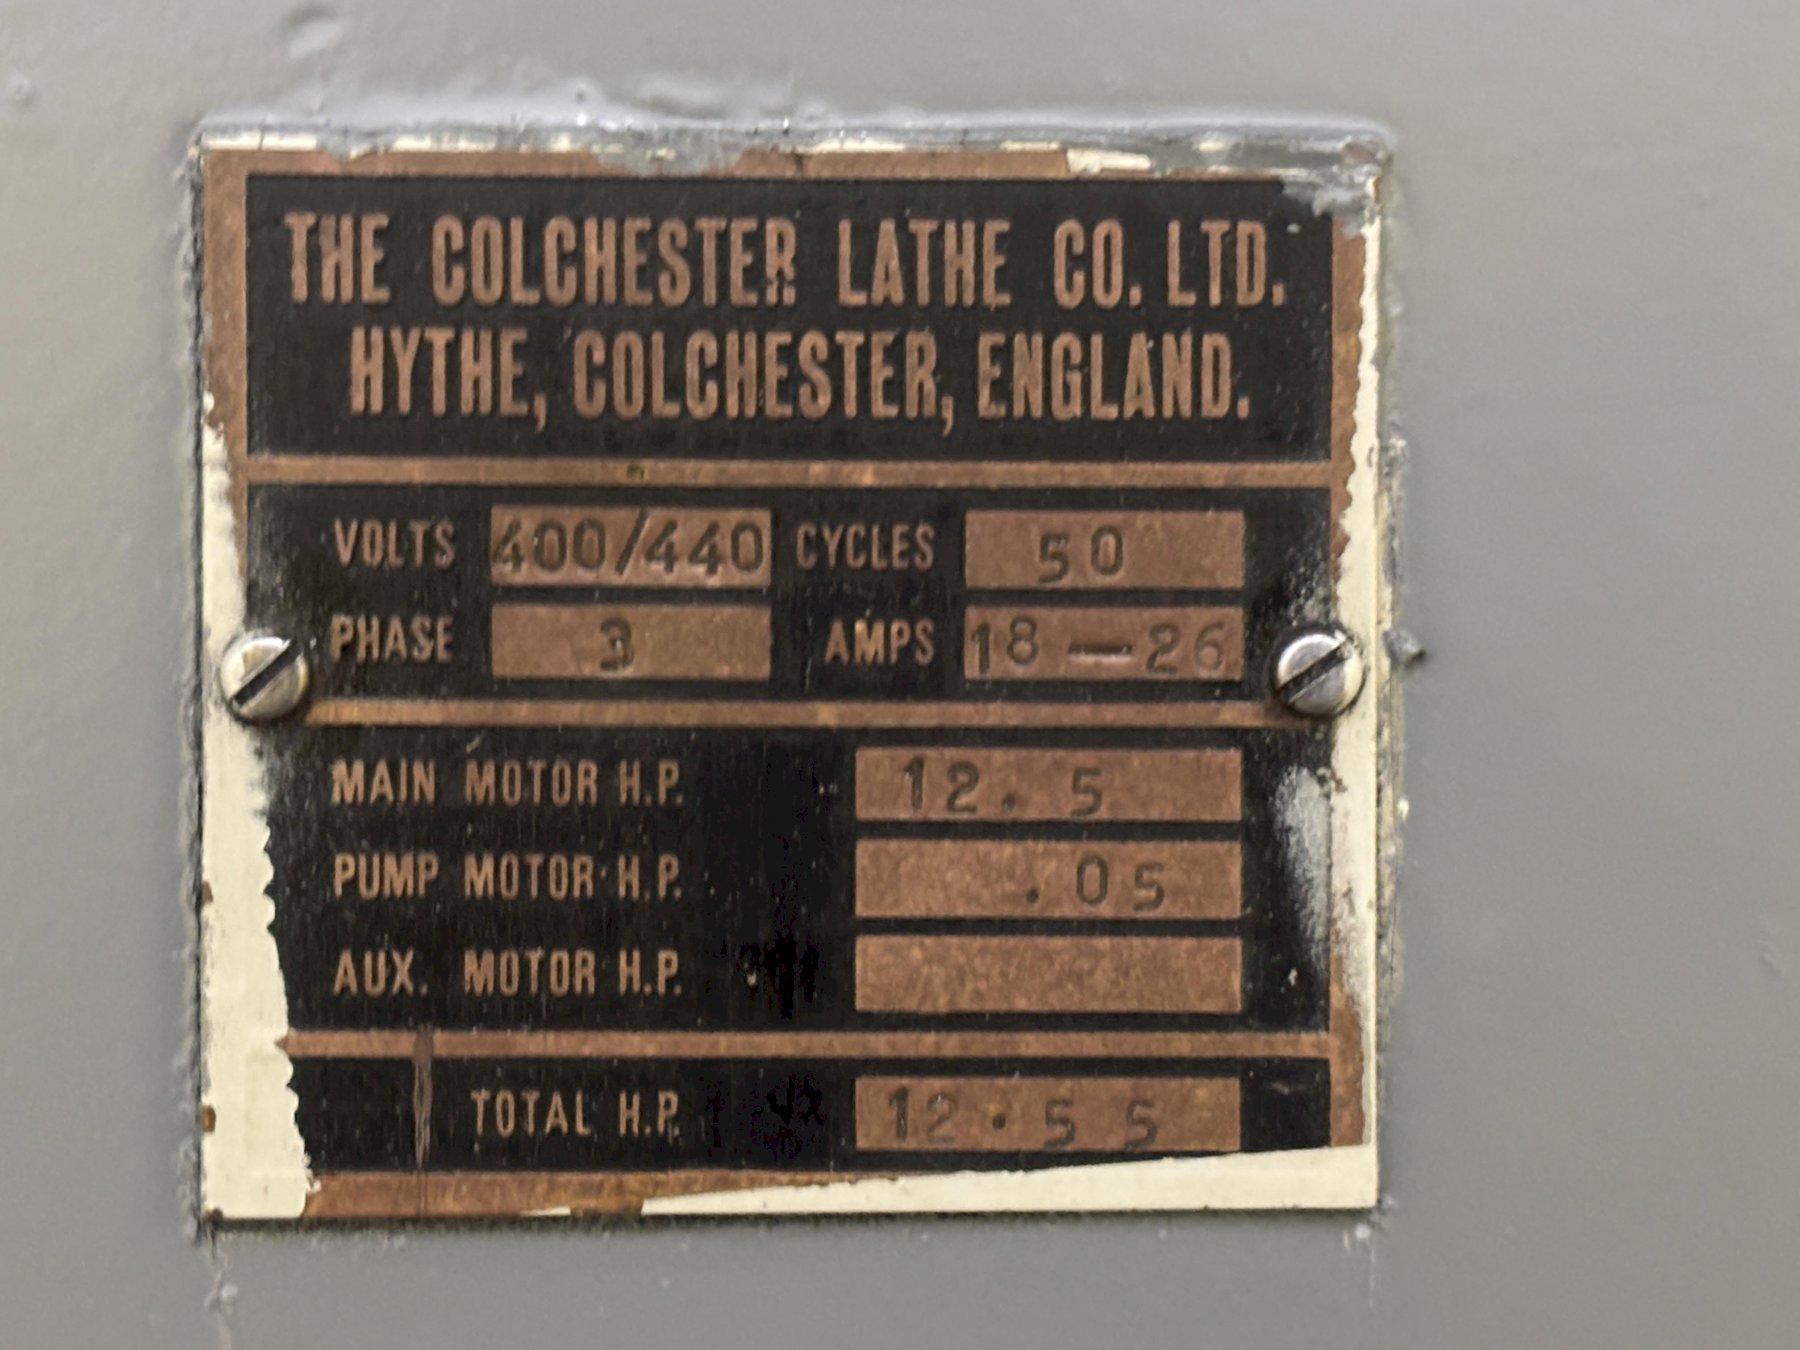 THE COLCHESTER LATHE CO. LTD.
HYTHE, COLCHESTER, ENGLAND.
VOLTS 400/440 CYCLES 50
PHASE 3 AMPS 18-26
MAIN MOTOR H.P. 12.5
PUMP MOTOR H.P. .05
AUX. MOTOR H.P.
TOTAL H.P. 12.55